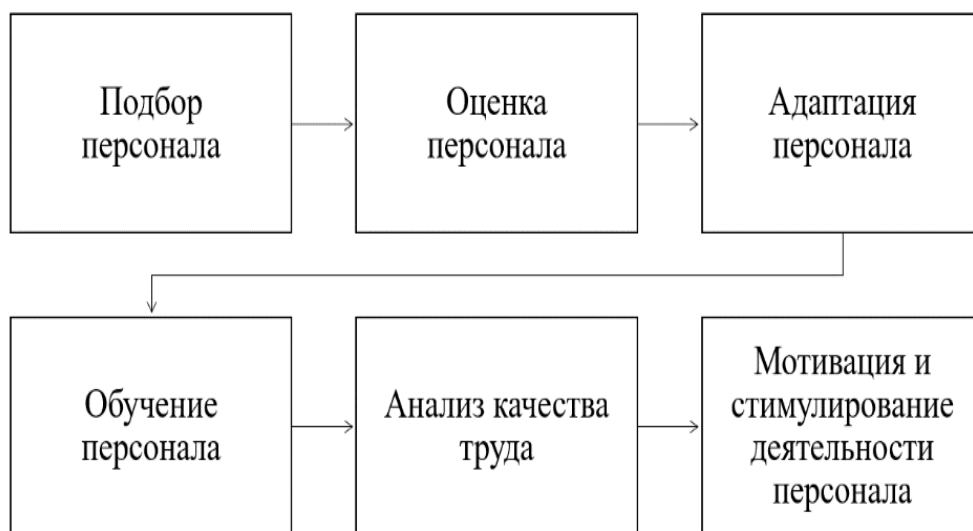 Подбор
персонала
Оценка
персонала
Адаптация
персонала
Обучение
персонала
Анализ качества
труда
Мотивация и
стимулирование
деятельности
персонала